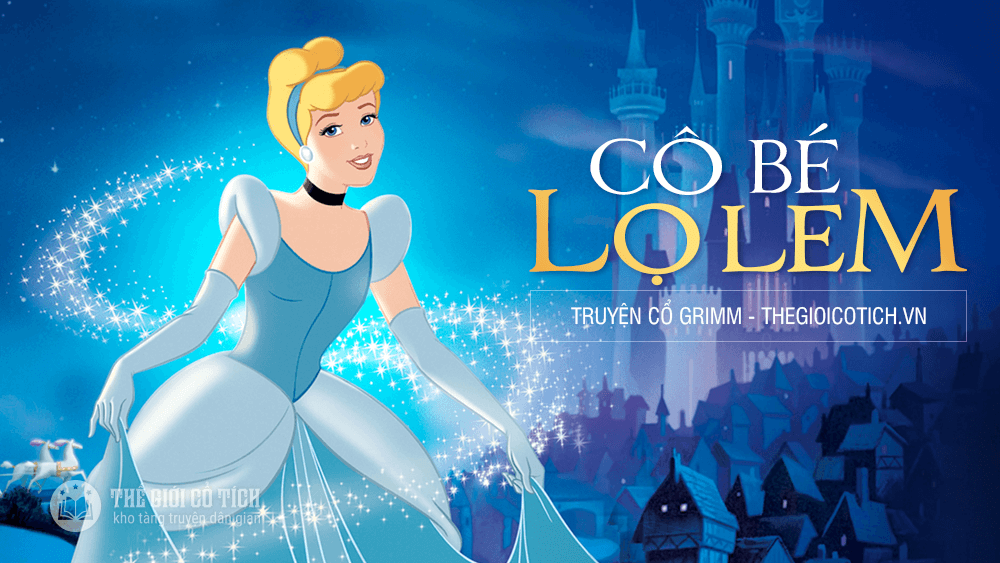 CÔ BÉ
LỌ LEM
TRUYỆN CỔ GRIMM - THEGIOICOTICH.VN
THẾ GIỚI CỔ TÍCH
kho tàng truyện dân gian